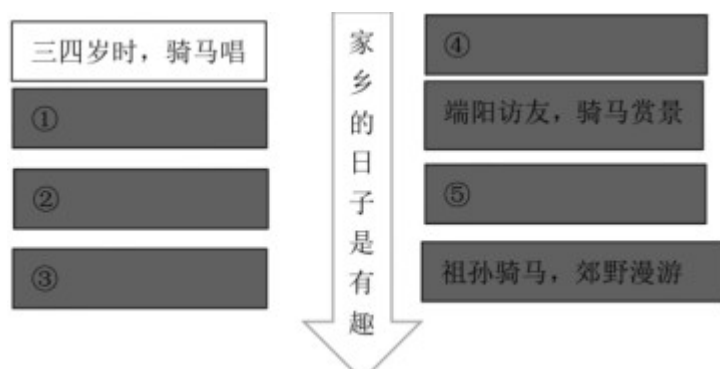 三四岁时，骑马唱
①
②
③
家乡的日子是有趣
④
端阳访友，骑马赏景
⑤
祖孙骑马，郊野漫游